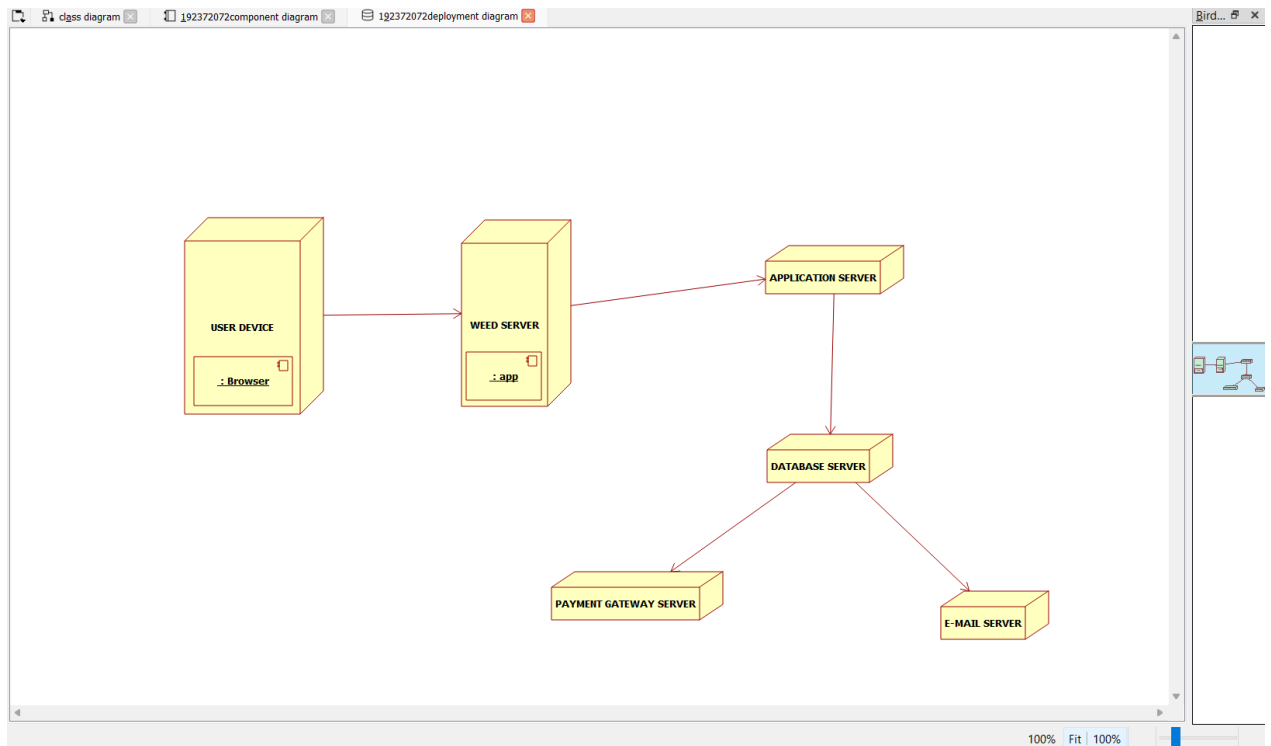 class diagram
192372072component diagram
192372072deployment diagram
Bird...
USER DEVICE
: Browser
WEED SERVER
: app
APPLICATION SERVER
DATABASE SERVER
PAYMENT GATEWAY SERVER
E-MAIL SERVER
100% Fit 100%